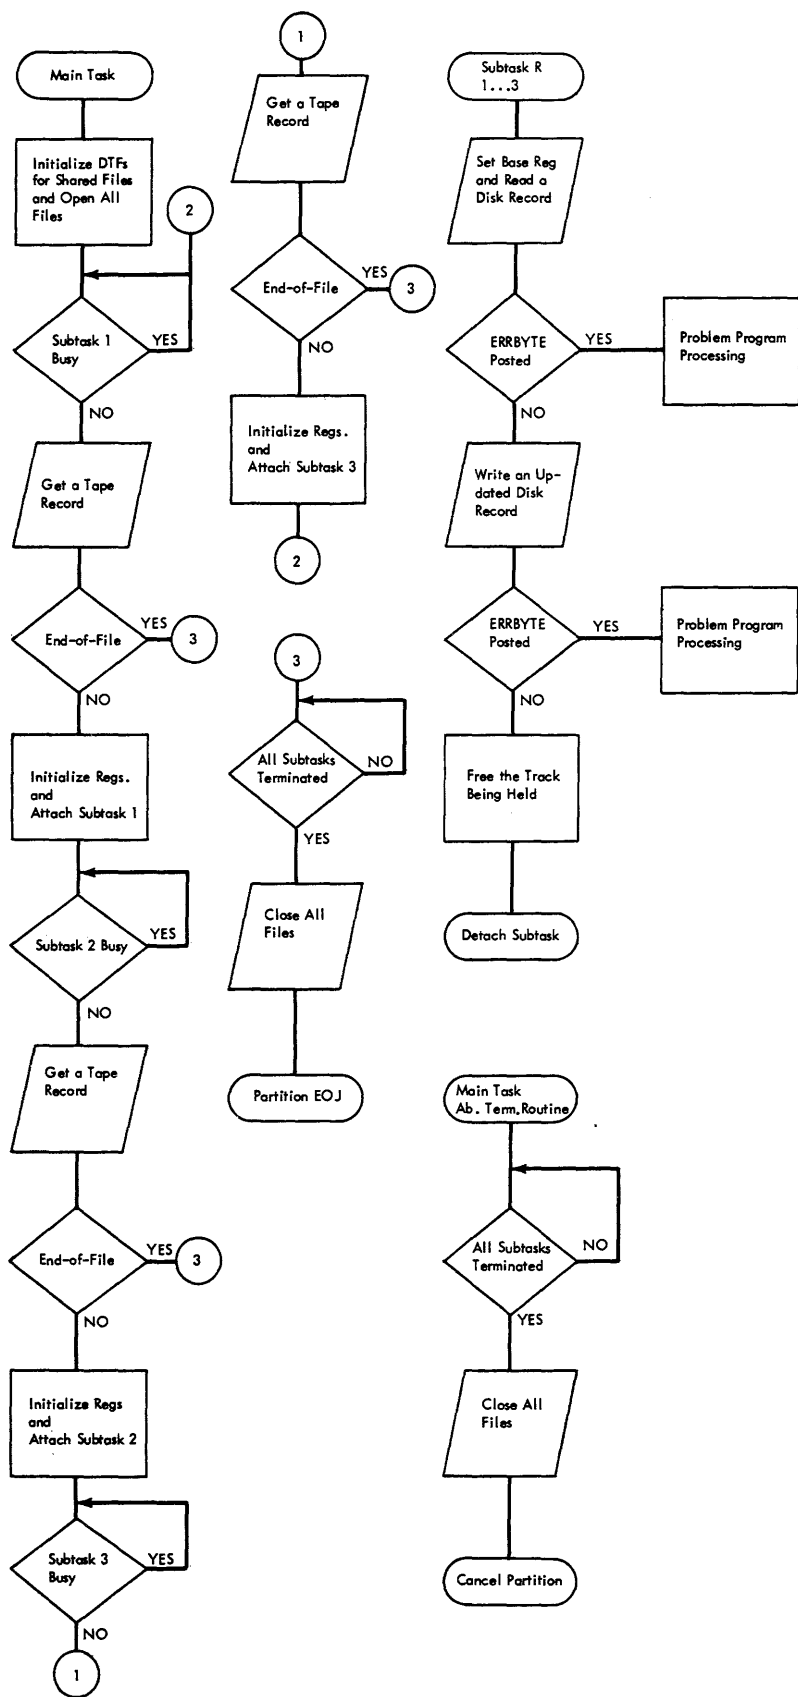 Main Task
Initialize DTFs
for Shared Files
and Open All
Files
2
Subtask 1
Busy
YES
NO
Get a Tape
Record
End-of-File
YES
3
NO
Initialize Regs.
and
Attach Subtask 1
Subtask 2 Busy
YES
NO
Get a Tape
Record
End-of-File
YES
3
NO
Initialize Regs
and
Attach Subtask 2
Subtask 3
Busy
YES
NO
1
1
Get a Tape
Record
End-of-File
YES
3
NO
Initialize Regs.
and
Attach Subtask 3
2
3
All Subtasks
Terminated
NO
YES
Close All
Files
Partition EOJ
Subtask R
1...3
Set Base Reg
and Read a
Disk Record
ERRBYTE
Posted
YES
Problem Program
Processing
NO
Write an Up-
dated Disk
Record
ERRBYTE
Posted
YES
Problem Program
Processing
NO
Free the Track
Being Held
Detach Subtask
Main Task
Ab. Term.Routine
All Subtasks
Terminated
NO
YES
Close All
Files
Cancel Partition